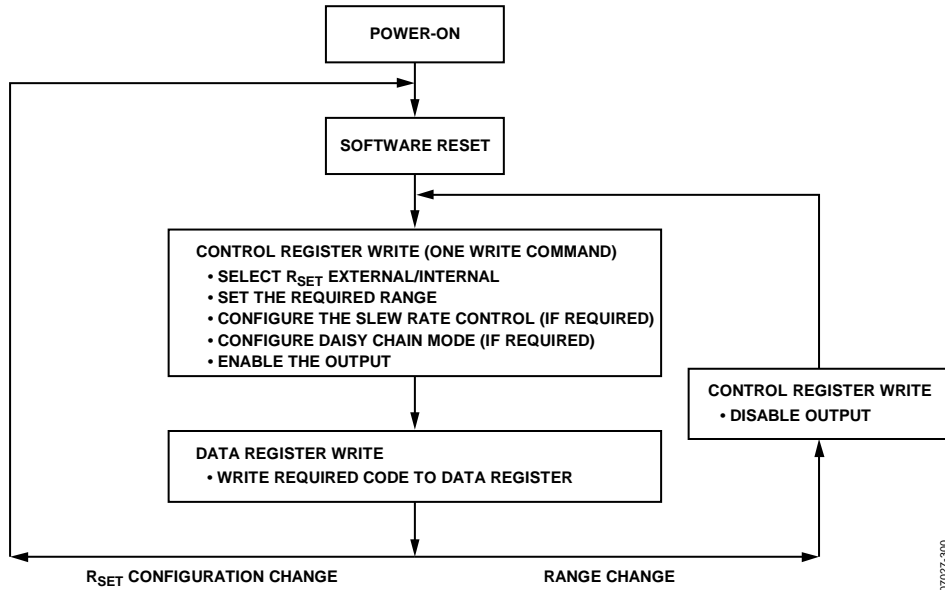 POWER-ON
SOFTWARE RESET
CONTROL REGISTER WRITE (ONE WRITE COMMAND)
• SELECT RSET EXTERNAL/INTERNAL
• SET THE REQUIRED RANGE
• CONFIGURE THE SLEW RATE CONTROL (IF REQUIRED)
• CONFIGURE DAISY CHAIN MODE (IF REQUIRED)
• ENABLE THE OUTPUT
CONTROL REGISTER WRITE
• DISABLE OUTPUT
DATA REGISTER WRITE
• WRITE REQUIRED CODE TO DATA REGISTER
RSET CONFIGURATION CHANGE
RANGE CHANGE
07027-300